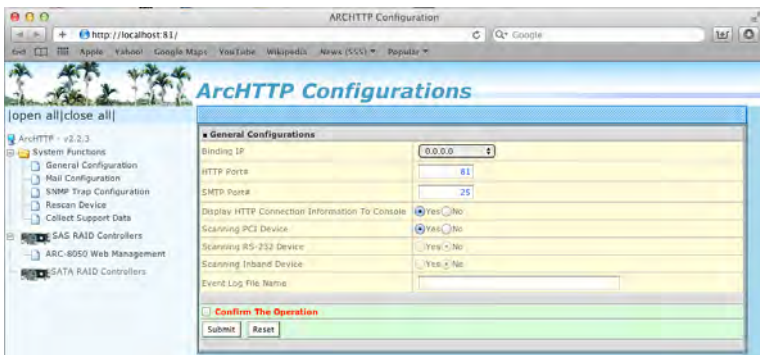 ARCHTTP Configuration
http://localhost:81/
Google
Apple Yahoo! Google Maps YouTube Wikipedia News (555) Popular
ArcHTTP Configurations
|open all|close all|
ArcHTTP - v2.2.3
System Functions
General Configuration
Mail Configuration
SNMP Trap Configuration
Rescan Device
Collect Support Data
SAS RAID Controllers
ARC-8050 Web Management
SATA RAID Controllers
General Configurations
Binding IP 0.0.0.0
HTTP Port# 81
SMTP Port# 25
Display HTTP Connection Information To Console Yes No
Scanning PCI Device Yes No
Scanning RS-232 Device Yes No
Scanning Inband Device Yes No
Event Log File Name
Confirm The Operation
Submit Reset